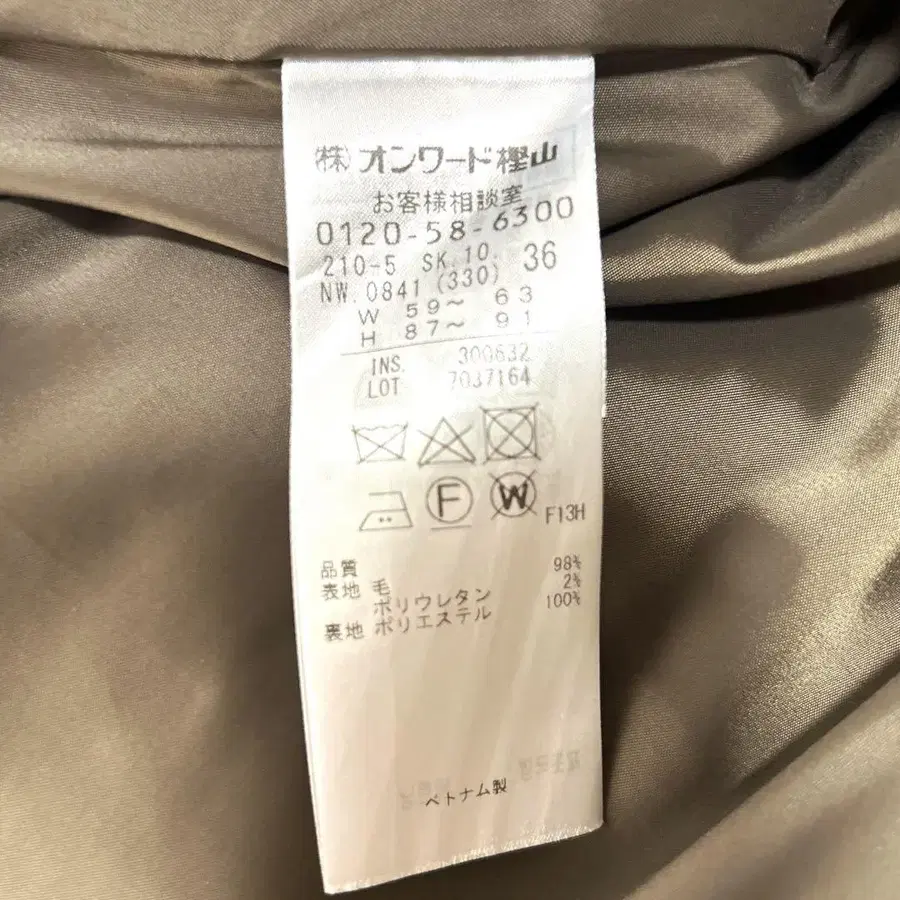 (株)オンワード樫山
お客様相談室
0120-58-6300
210-5 SK.10. 36
NW.0841 (330)
W 59〜 63
H 87〜 91
INS. 300632
LOT 7037164
F W F13H
品質
表地 毛 98%
ポリウレタン 2%
裏地 ポリエステル 100%
ベトナム製